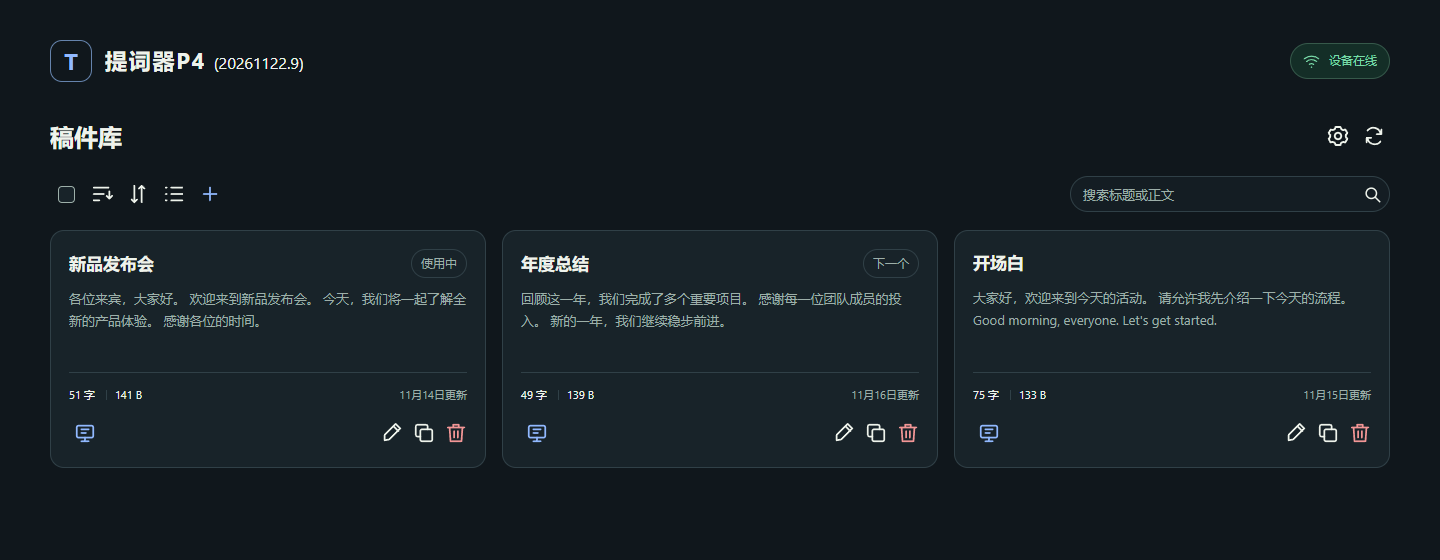 T 提词器P4 (20261122.9) 设备在线
稿件库
搜索标题或正文
新品发布会 使用中
各位来宾，大家好。 欢迎来到新品发布会。 今天，我们将一起了解全
新的产品体验。 感谢各位的时间。
51 字 141 B 11月14日更新
年度总结 下一个
回顾这一年，我们完成了多个重要项目。 感谢每一位团队成员的投
入。 新的一年，我们继续稳步前进。
49 字 139 B 11月16日更新
开场白
大家好，欢迎来到今天的活动。 请允许我先介绍一下今天的流程。
Good morning, everyone. Let's get started.
75 字 133 B 11月15日更新